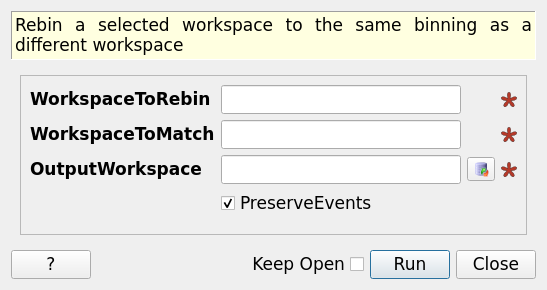 Rebin a selected workspace to the same binning as a
different workspace
WorkspaceToRebin
WorkspaceToMatch
OutputWorkspace
PreserveEvents
? Keep Open Run Close